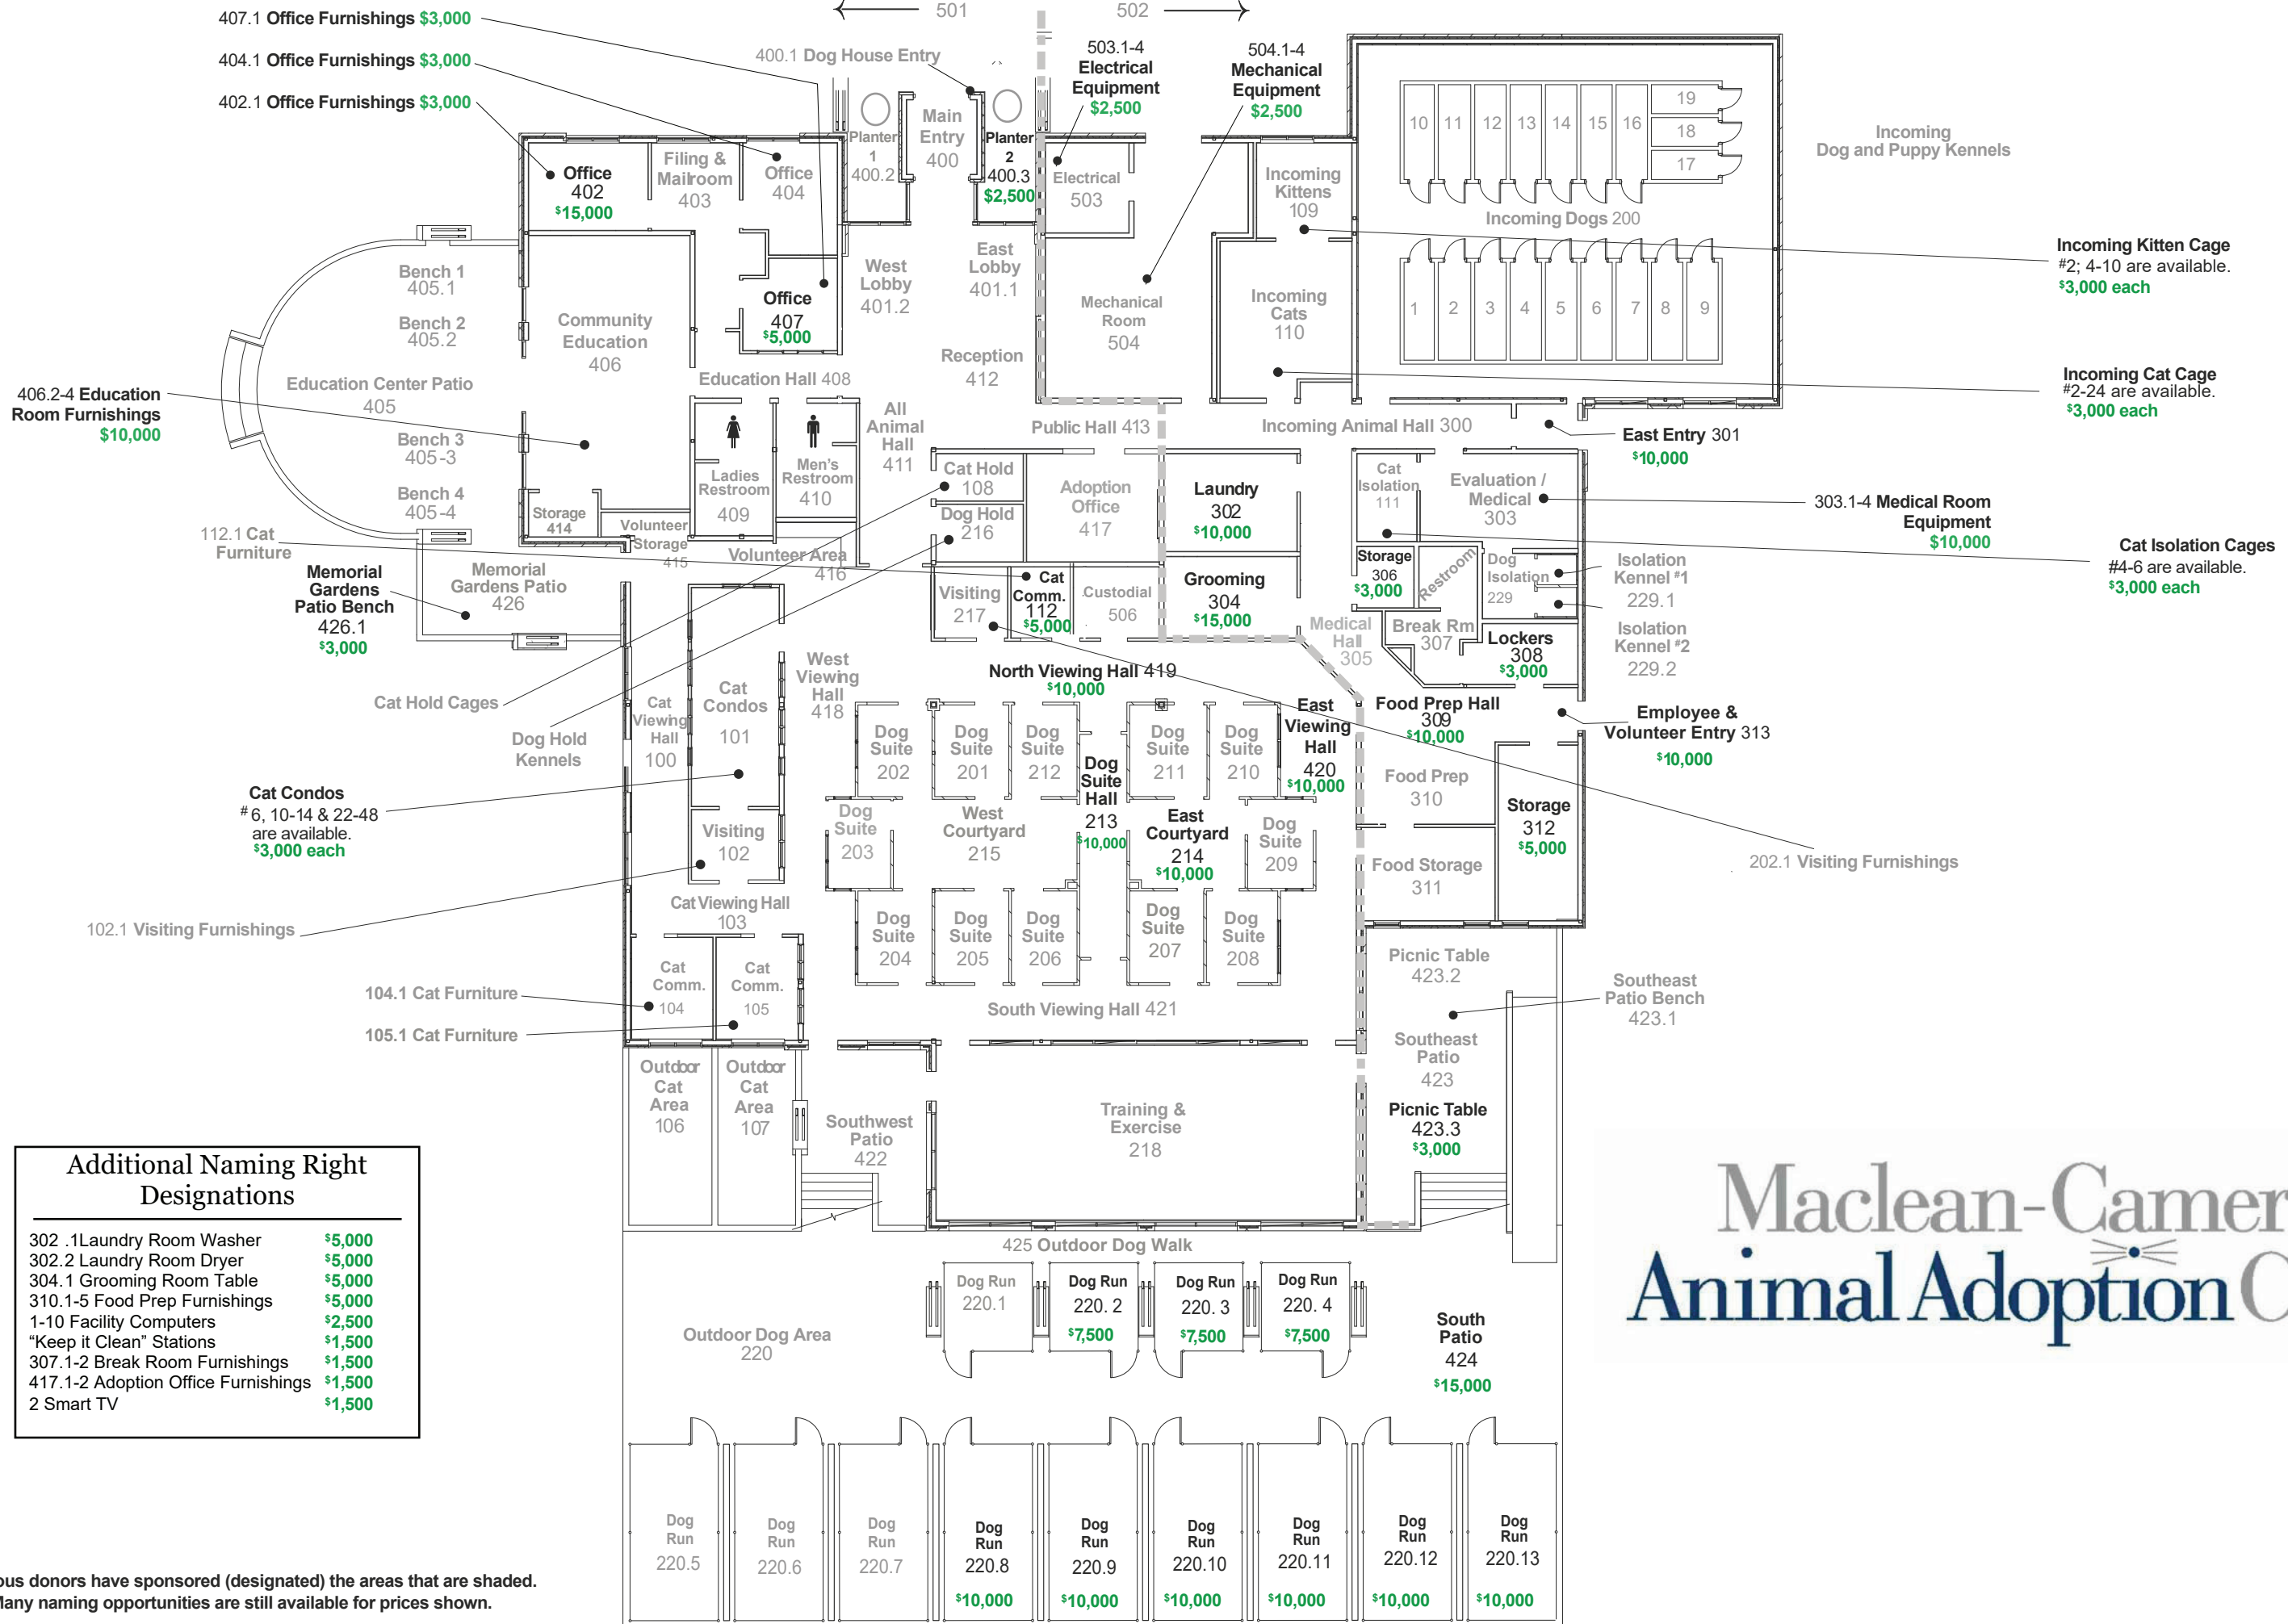 501
502
407.1 Office Furnishings $3,000
404.1 Office Furnishings $3,000
402.1 Office Furnishings $3,000
400.1 Dog House Entry
503.1-4
Electrical
Equipment
$2,500
504.1-4
Mechanical
Equipment
$2,500
Office
402
$15,000
Filing &
Mailroom
403
Office
404
Planter
1
400.2
Main
Entry
400
Planter
2
400.3
$2,500
Electrical
503
Incoming
Kittens
109
10 11 12 13 14 15 16
19
18
17
Incoming
Dog and Puppy Kennels
Incoming Dogs 200
1 2 3 4 5 6 7 8 9
Incoming Kitten Cage
#2; 4-10 are available.
$3,000 each
Bench 1
405.1
Bench 2
405.2
Education Center Patio
405
Bench 3
405-3
Bench 4
405-4
Community
Education
406
Office
407
$5,000
West
Lobby
401.2
East
Lobby
401.1
Reception
412
Mechanical
Room
504
Incoming
Cats
110
Incoming Cat Cage
#2-24 are available.
$3,000 each
406.2-4 Education
Room Furnishings
$10,000
Education Hall 408
All
Animal
Hall
411
Public Hall 413
Incoming Animal Hall 300
East Entry 301
$10,000
Ladies
Restroom
409
Men's
Restroom
410
Cat Hold
108
Dog Hold
216
Adoption
Office
417
Laundry
302
$10,000
Cat
Isolation
111
Evaluation /
Medical
303
303.1-4 Medical Room
Equipment
$10,000
Storage
414
Volunteer
Storage
415
Volunteer Area
416
112.1 Cat
Furniture
Memorial
Gardens
Patio Bench
426.1
$3,000
Memorial
Gardens Patio
426
Visiting
217
Cat
Comm.
112
$5,000
Custodial
506
Grooming
304
$15,000
Storage
306
$3,000
Restroom
Dog
Isolation
229
Isolation
Kennel #1
229.1
Isolation
Kennel #2
229.2
Cat Isolation Cages
#4-6 are available.
$3,000 each
Medical
Hall
305
Break Rm
307
Lockers
308
$3,000
Cat Hold Cages
Dog Hold
Kennels
Cat
Viewing
Hall
100
Cat
Condos
101
West
Viewing
Hall
418
North Viewing Hall 419
$10,000
East
Viewing
Hall
420
$10,000
Food Prep Hall
309
$10,000
Employee &
Volunteer Entry 313
$10,000
Dog
Suite
202
Dog
Suite
201
Dog
Suite
212
Dog
Suite
Hall
213
$10,000
Dog
Suite
211
Dog
Suite
210
Food Prep
310
Storage
312
$5,000
Cat Condos
# 6, 10-14 & 22-48
are available.
$3,000 each
Visiting
102
Dog
Suite
203
West
Courtyard
215
East
Courtyard
214
$10,000
Dog
Suite
209
Food Storage
311
202.1 Visiting Furnishings
102.1 Visiting Furnishings
Cat Viewing Hall
103
Dog
Suite
204
Dog
Suite
205
Dog
Suite
206
Dog
Suite
207
Dog
Suite
208
104.1 Cat Furniture
105.1 Cat Furniture
Cat
Comm.
104
Cat
Comm.
105
South Viewing Hall 421
Picnic Table
423.2
Southeast
Patio Bench
423.1
Southeast
Patio
423
Picnic Table
423.3
$3,000
Outdoor
Cat
Area
106
Outdoor
Cat
Area
107
Southwest
Patio
422
Training &
Exercise
218
Additional Naming Right
Designations
302 .1Laundry Room Washer $5,000
302.2 Laundry Room Dryer $5,000
304.1 Grooming Room Table $5,000
310.1-5 Food Prep Furnishings $5,000
1-10 Facility Computers $2,500
“Keep it Clean” Stations $1,500
307.1-2 Break Room Furnishings $1,500
417.1-2 Adoption Office Furnishings $1,500
2 Smart TV $1,500
Maclean-Camer
Animal Adoption C
425 Outdoor Dog Walk
Dog Run
220.1
Dog Run
220. 2
$7,500
Dog Run
220. 3
$7,500
Dog Run
220. 4
$7,500
Outdoor Dog Area
220
South
Patio
424
$15,000
Dog
Run
220.5
Dog
Run
220.6
Dog
Run
220.7
Dog
Run
220.8
$10,000
Dog
Run
220.9
$10,000
Dog
Run
220.10
$10,000
Dog
Run
220.11
$10,000
Dog
Run
220.12
$10,000
Dog
Run
220.13
$10,000
ous donors have sponsored (designated) the areas that are shaded.
Many naming opportunities are still available for prices shown.